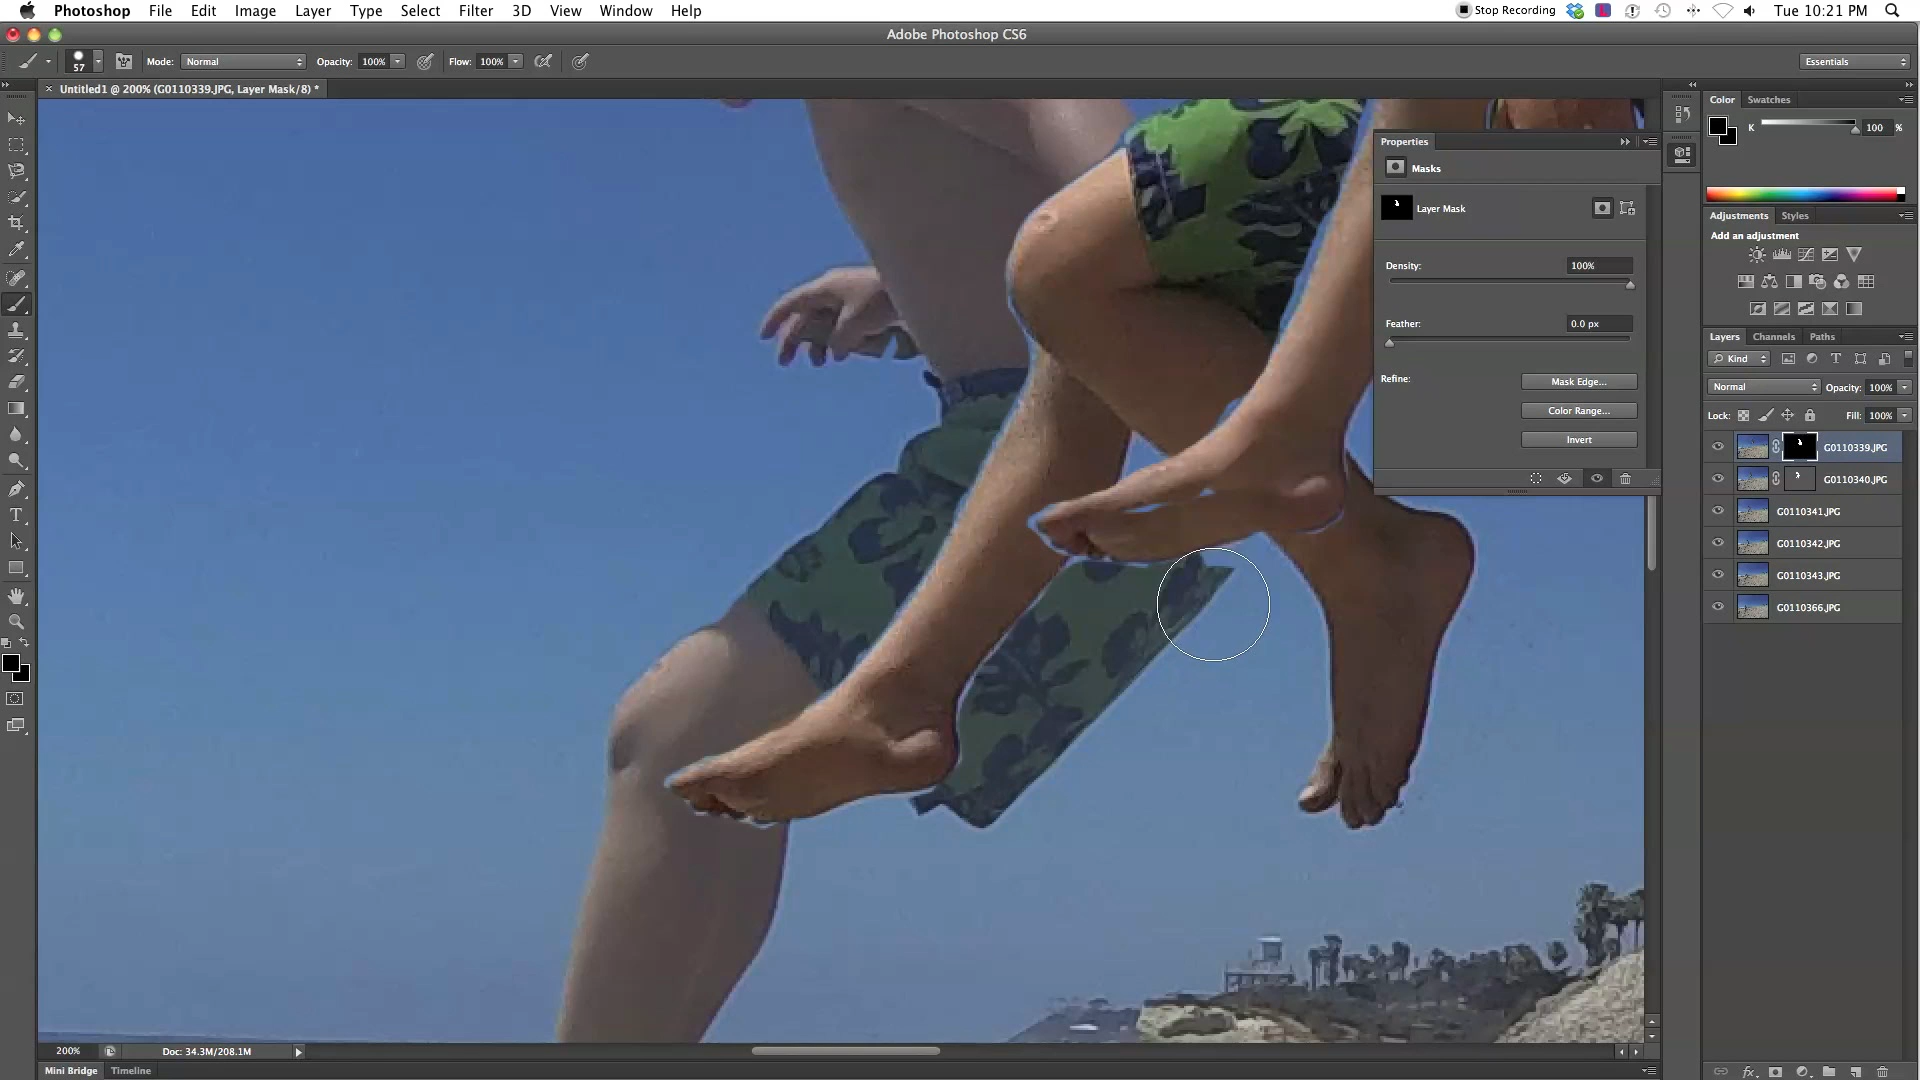 Photoshop File Edit Image Layer Type Select Filter 3D View Window Help Stop Recording Tue 10:21 PM
Adobe Photoshop CS6
57 Mode: Normal Opacity: 100% Flow: 100% Essentials
Untitled1 @ 200% (G0110339.JPG, Layer Mask/8) *
Color Swatches
K 100 %
Properties
Masks
Layer Mask
Density: 100%
Feather: 0.0 px
Refine: Mask Edge...
Color Range...
Invert
Adjustments Styles
Add an adjustment
Layers Channels Paths
Kind
Normal Opacity: 100%
Lock: Fill: 100%
G0110339.JPG
G0110340.JPG
G0110341.JPG
G0110342.JPG
G0110343.JPG
G0110366.JPG
200% Doc: 34.3M/208.1M
Mini Bridge Timeline